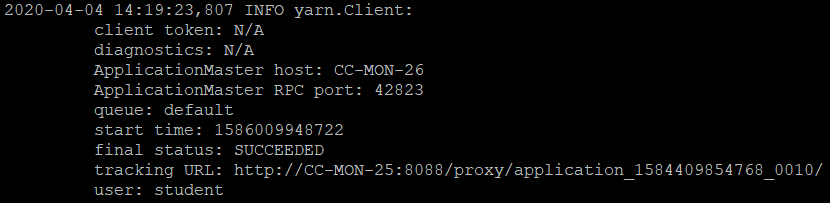 2020-04-04 14:19:23,807 INFO yarn.Client:
client token: N/A
diagnostics: N/A
ApplicationMaster host: CC-MON-26
ApplicationMaster RPC port: 42823
queue: default
start time: 1586009948722
final status: SUCCEEDED
tracking URL: http://CC-MON-25:8088/proxy/application_1584409854768_0010/
user: student